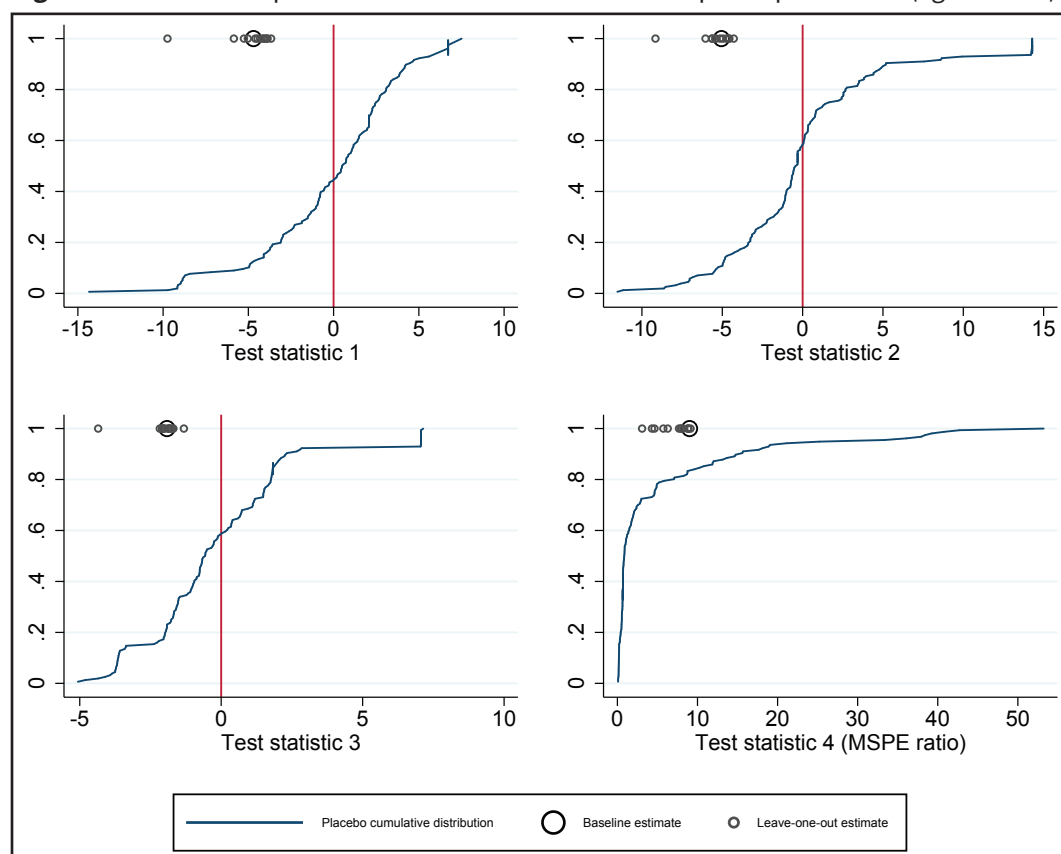 0 .2 .4 .6 .8 1
-15 -10 -5 0 5 10
Test statistic 1
0 .2 .4 .6 .8 1
-10 -5 0 5 10 15
Test statistic 2
0 .2 .4 .6 .8 1
-5 0 5 10
Test statistic 3
0 .2 .4 .6 .8 1
0 10 20 30 40 50
Test statistic 4 (MSPE ratio)
Placebo cumulative distribution Baseline estimate Leave-one-out estimate